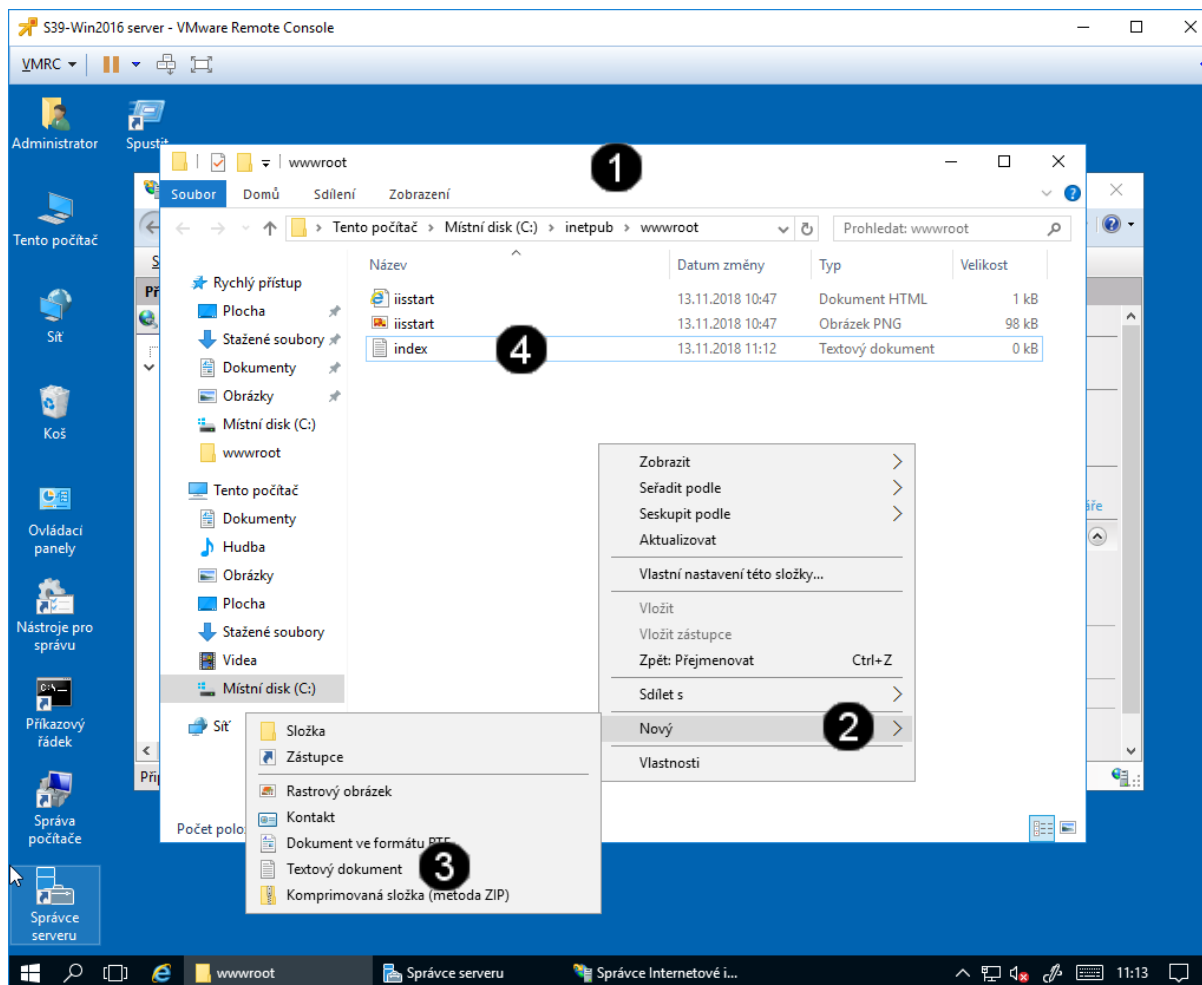 S39-Win2016 server - VMware Remote Console
VMRC
Administrator
Spustit
Tento počítač
Síť
Koš
Ovládací
panely
Nástroje pro
správu
Příkazový
řádek
Správa
počítače
Správce
serveru
wwwroot
1
Soubor Domů Sdílení Zobrazení
Tento počítač > Místní disk (C:) > inetpub > wwwroot
Prohledat: wwwroot
Název Datum změny Typ Velikost
iisstart 13.11.2018 10:47 Dokument HTML 1 kB
iisstart 13.11.2018 10:47 Obrázek PNG 98 kB
index 4 13.11.2018 11:12 Textový dokument 0 kB
Rychlý přístup
Plocha
Stažené soubory
Dokumenty
Obrázky
Místní disk (C:)
wwwroot
Tento počítač
Dokumenty
Hudba
Obrázky
Plocha
Stažené soubory
Videa
Místní disk (C:)
Síť
Počet polo
Zobrazit
Seřadit podle
Seskupit podle
Aktualizovat
Vlastní nastavení této složky...
Vložit
Vložit zástupce
Zpět: Přejmenovat Ctrl+Z
Sdílet s
Nový 2
Vlastnosti
Složka
Zástupce
Rastrový obrázek
Kontakt
Dokument ve formátu RTF
Textový dokument 3
Komprimovaná složka (metoda ZIP)
wwwroot
Správce serveru
Správce Internetové i...
11:13